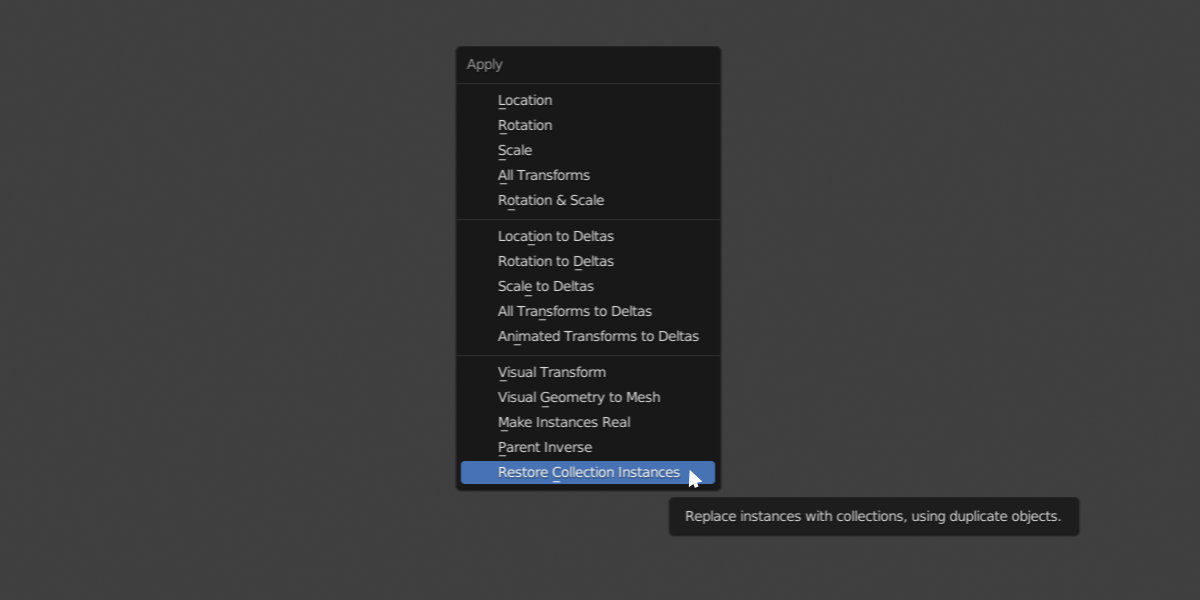 Apply
Location
Rotation
Scale
All Transforms
Rotation & Scale
Location to Deltas
Rotation to Deltas
Scale to Deltas
All Transforms to Deltas
Animated Transforms to Deltas
Visual Transform
Visual Geometry to Mesh
Make Instances Real
Parent Inverse
Restore Collection Instances
Replace instances with collections, using duplicate objects.